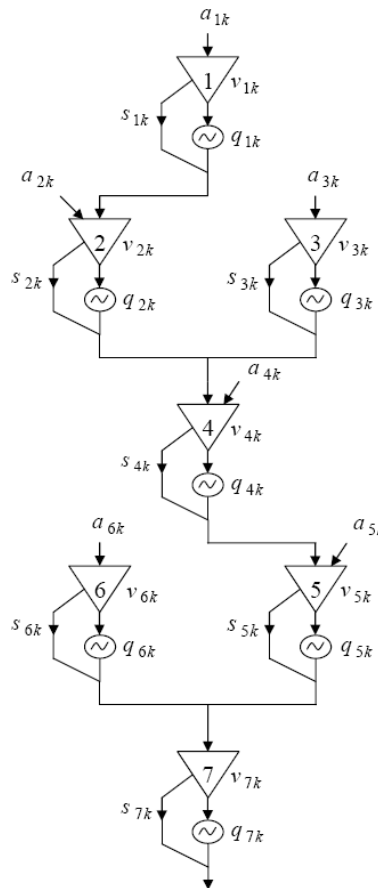 a1k
1 v1k
s1k
q1k
a2k a3k
2 v2k 3 v3k
s2k q2k s3k q3k
a4k
4 v4k
s4k
q4k
a6k a5k
6 v6k 5 v5k
s6k q6k s5k q5k
7 v7k
s7k
q7k